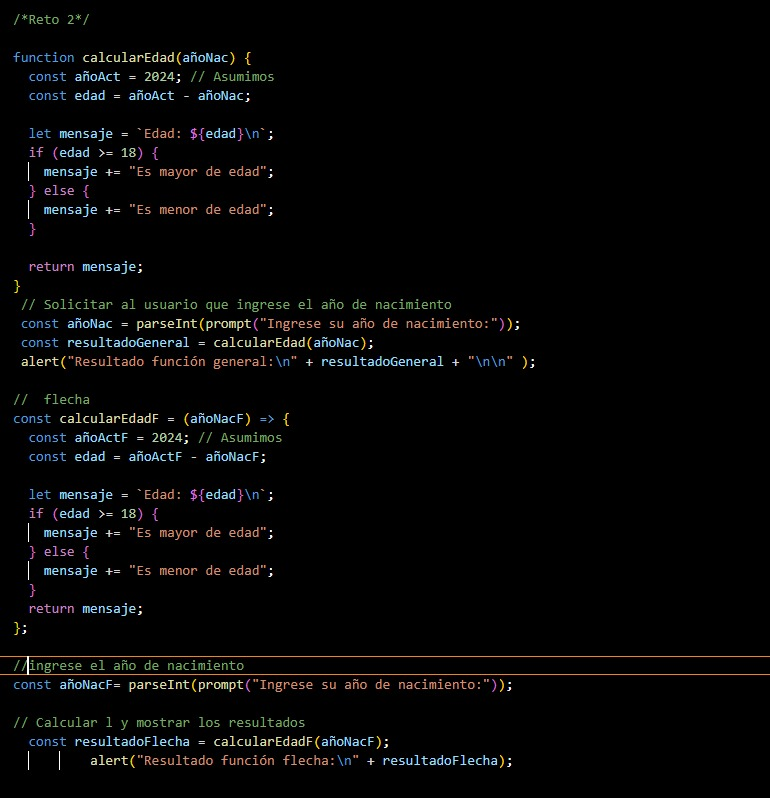 /*Reto 2*/
function calcularEdad(añoNac) {
const añoAct = 2024; // Asumimos
const edad = añoAct - añoNac;
let mensaje = `Edad: ${edad}\n`;
if (edad >= 18) {
mensaje += "Es mayor de edad";
} else {
mensaje += "Es menor de edad";
}
return mensaje;
}
// Solicitar al usuario que ingrese el año de nacimiento
const añoNac = parseInt(prompt("Ingrese su año de nacimiento:"));
const resultadoGeneral = calcularEdad(añoNac);
alert("Resultado función general:\n" + resultadoGeneral + "\n\n" );
//  flecha
const calcularEdadF = (añoNacF) => {
const añoActF = 2024; // Asumimos
const edad = añoActF - añoNacF;
let mensaje = `Edad: ${edad}\n`;
if (edad >= 18) {
mensaje += "Es mayor de edad";
} else {
mensaje += "Es menor de edad";
}
return mensaje;
};
//ingrese el año de nacimiento
const añoNacF= parseInt(prompt("Ingrese su año de nacimiento:"));
// Calcular l y mostrar los resultados
const resultadoFlecha = calcularEdadF(añoNacF);
alert("Resultado función flecha:\n" + resultadoFlecha);